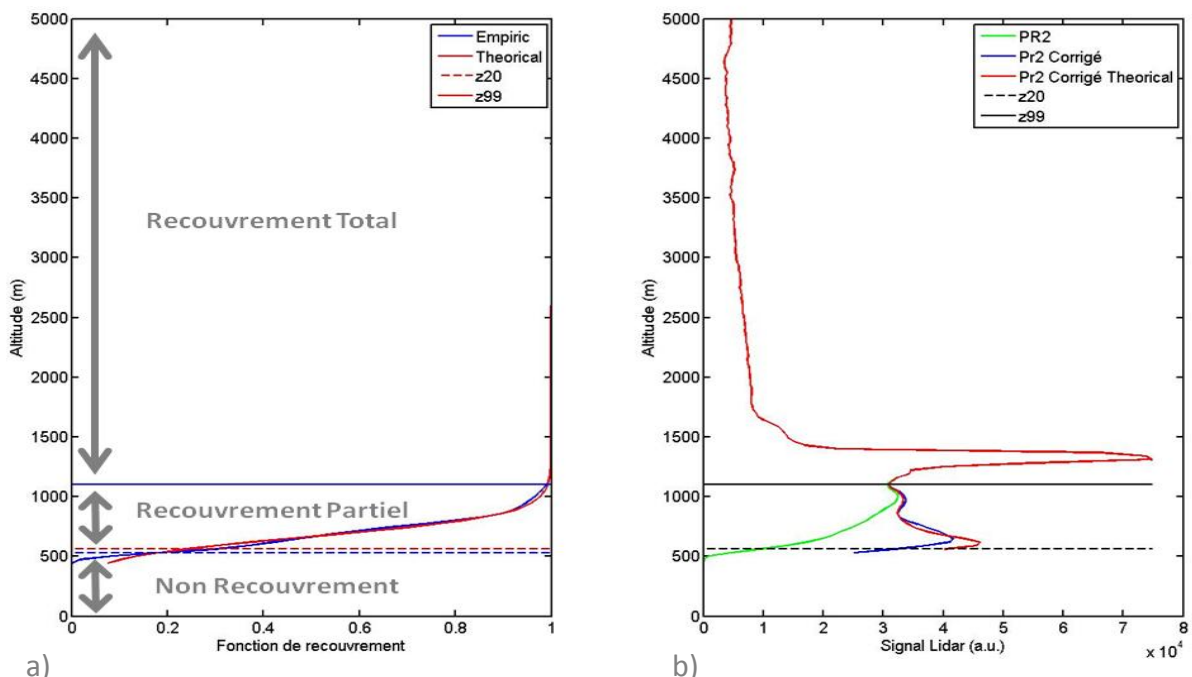 5000
4500
4000
3500
3000
2500
2000
1500
1000
500
0
Altitude (m)
Empiric
Theorical
z20
z99
Recouvrement Total
Recouvrement Partiel
Non Recouvrement
0 0.2 0.4 0.6 0.8 1
Fonction de recouvrement
a)
5000
4500
4000
3500
3000
2500
2000
1500
1000
500
0
Altitude (m)
PR2
Pr2 Corrigé
Pr2 Corrigé Theorical
z20
z99
0 1 2 3 4 5 6 7 8
x 10⁴
Signal Lidar (a.u.)
b)